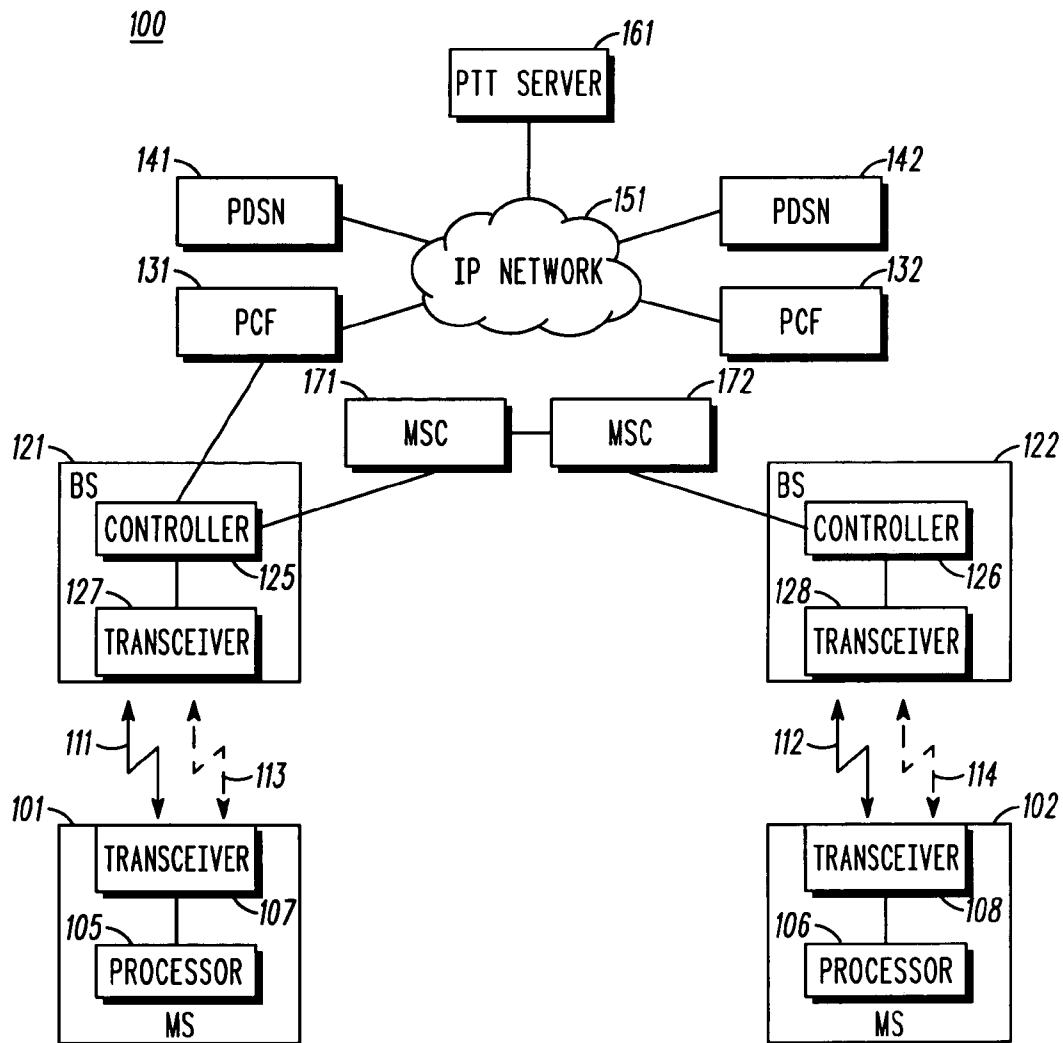 100
161
PTT SERVER
141
142
PDSN
151
PDSN
131
IP NETWORK
132
PCF
PCF
171
172
MSC
MSC
121
122
BS
BS
CONTROLLER
CONTROLLER
125
126
127
128
TRANSCEIVER
TRANSCEIVER
111
113
112
114
101
102
TRANSCEIVER
TRANSCEIVER
107
108
105
106
PROCESSOR
PROCESSOR
MS
MS